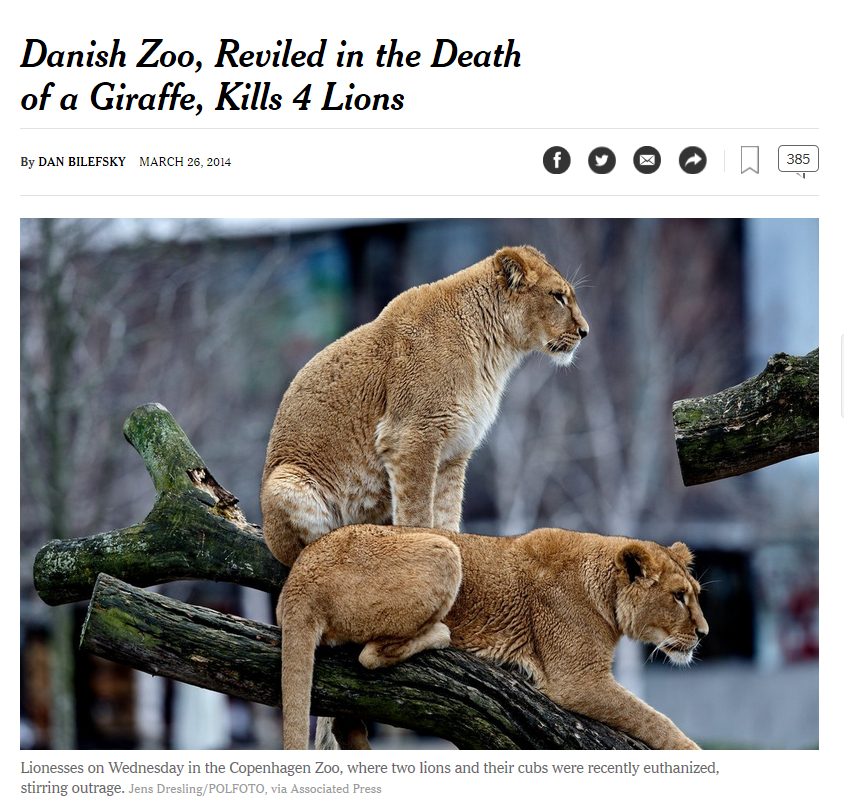 Danish Zoo, Reviled in the Death
of a Giraffe, Kills 4 Lions
By DAN BILEFSKY MARCH 26, 2014
385
Lionesses on Wednesday in the Copenhagen Zoo, where two lions and their cubs were recently euthanized,
stirring outrage. Jens Dresling/POLFOTO, via Associated Press